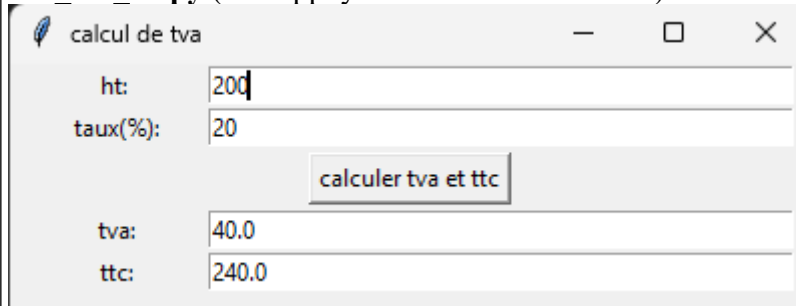 calcul de tva
ht: 200
taux(%): 20
calculer tva et ttc
tva: 40.0
ttc: 240.0